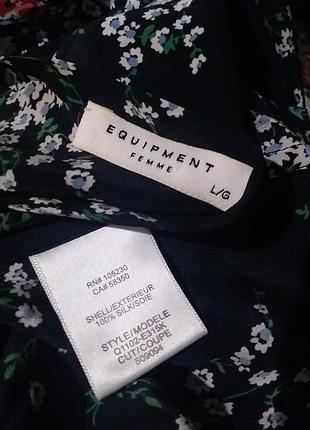 EQUIPMENT
FEMME
L/G
RN# 105230
CA# 58350
SHELL/EXTERIEUR
100% SILK/SOIE
STYLE/MODELE
Q1102-E315K
CUT/COUPE
509094